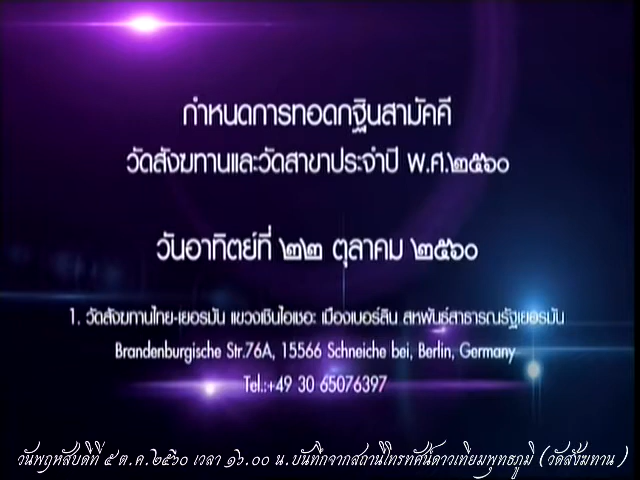 กำหนดการทอดกฐินสามัคคี
วัดสังฆทานและวัดสาขาประจำปี พ.ศ.๒๕๖๐
วันอาทิตย์ที่ ๒๒ ตุลาคม ๒๕๖๐
1. วัดสังฆทานไทย-เยอรมัน แขวงเชินไอเชอะ เมืองเบอร์ลิน สหพันธ์สาธารณรัฐเยอรมัน
Brandenburgische Str.76A, 15566 Schneiche bei, Berlin, Germany
Tel.:+49 30 65076397
วันพฤหัสบดีที่ ๕ ต.ค.๒๕๖๐ เวลา ๑๖.๐๐ น.บันทึกจากสถานีโทรทัศน์ดาวเทียมพุทธภูมิ (วัดสังฆทาน)